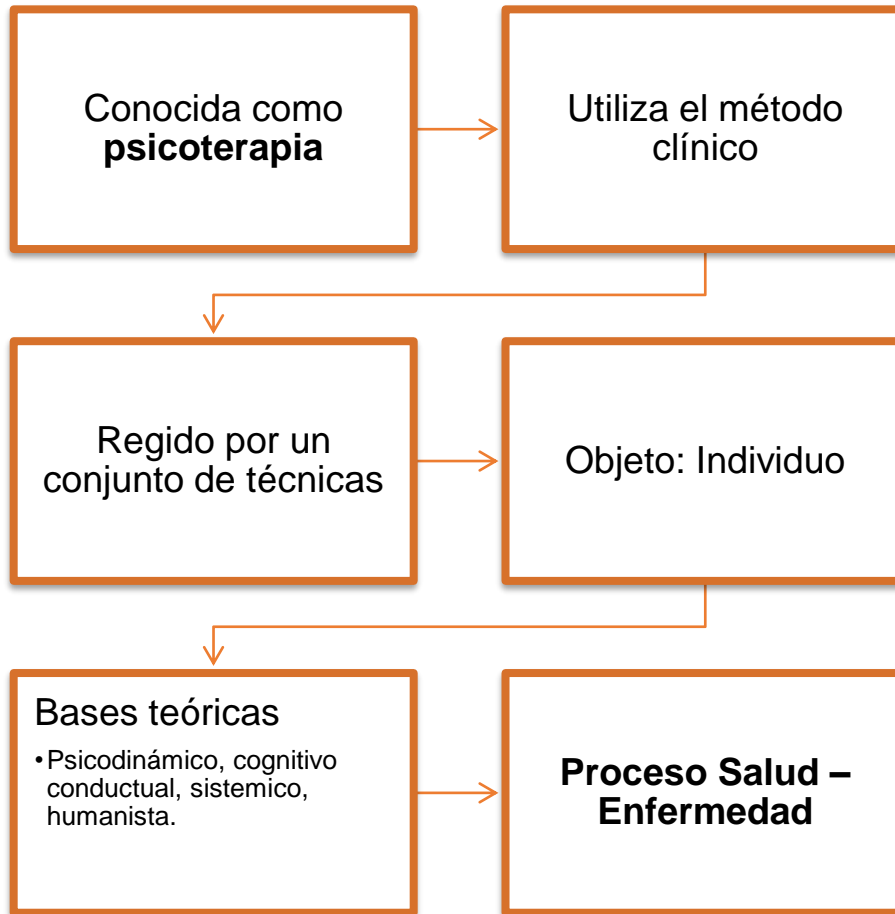 Conocida como
psicoterapia
Utiliza el método
clínico
Regido por un
conjunto de técnicas
Objeto: Individuo
Bases teóricas
•Psicodinámico, cognitivo
conductual, sistemico,
humanista.
Proceso Salud –
Enfermedad